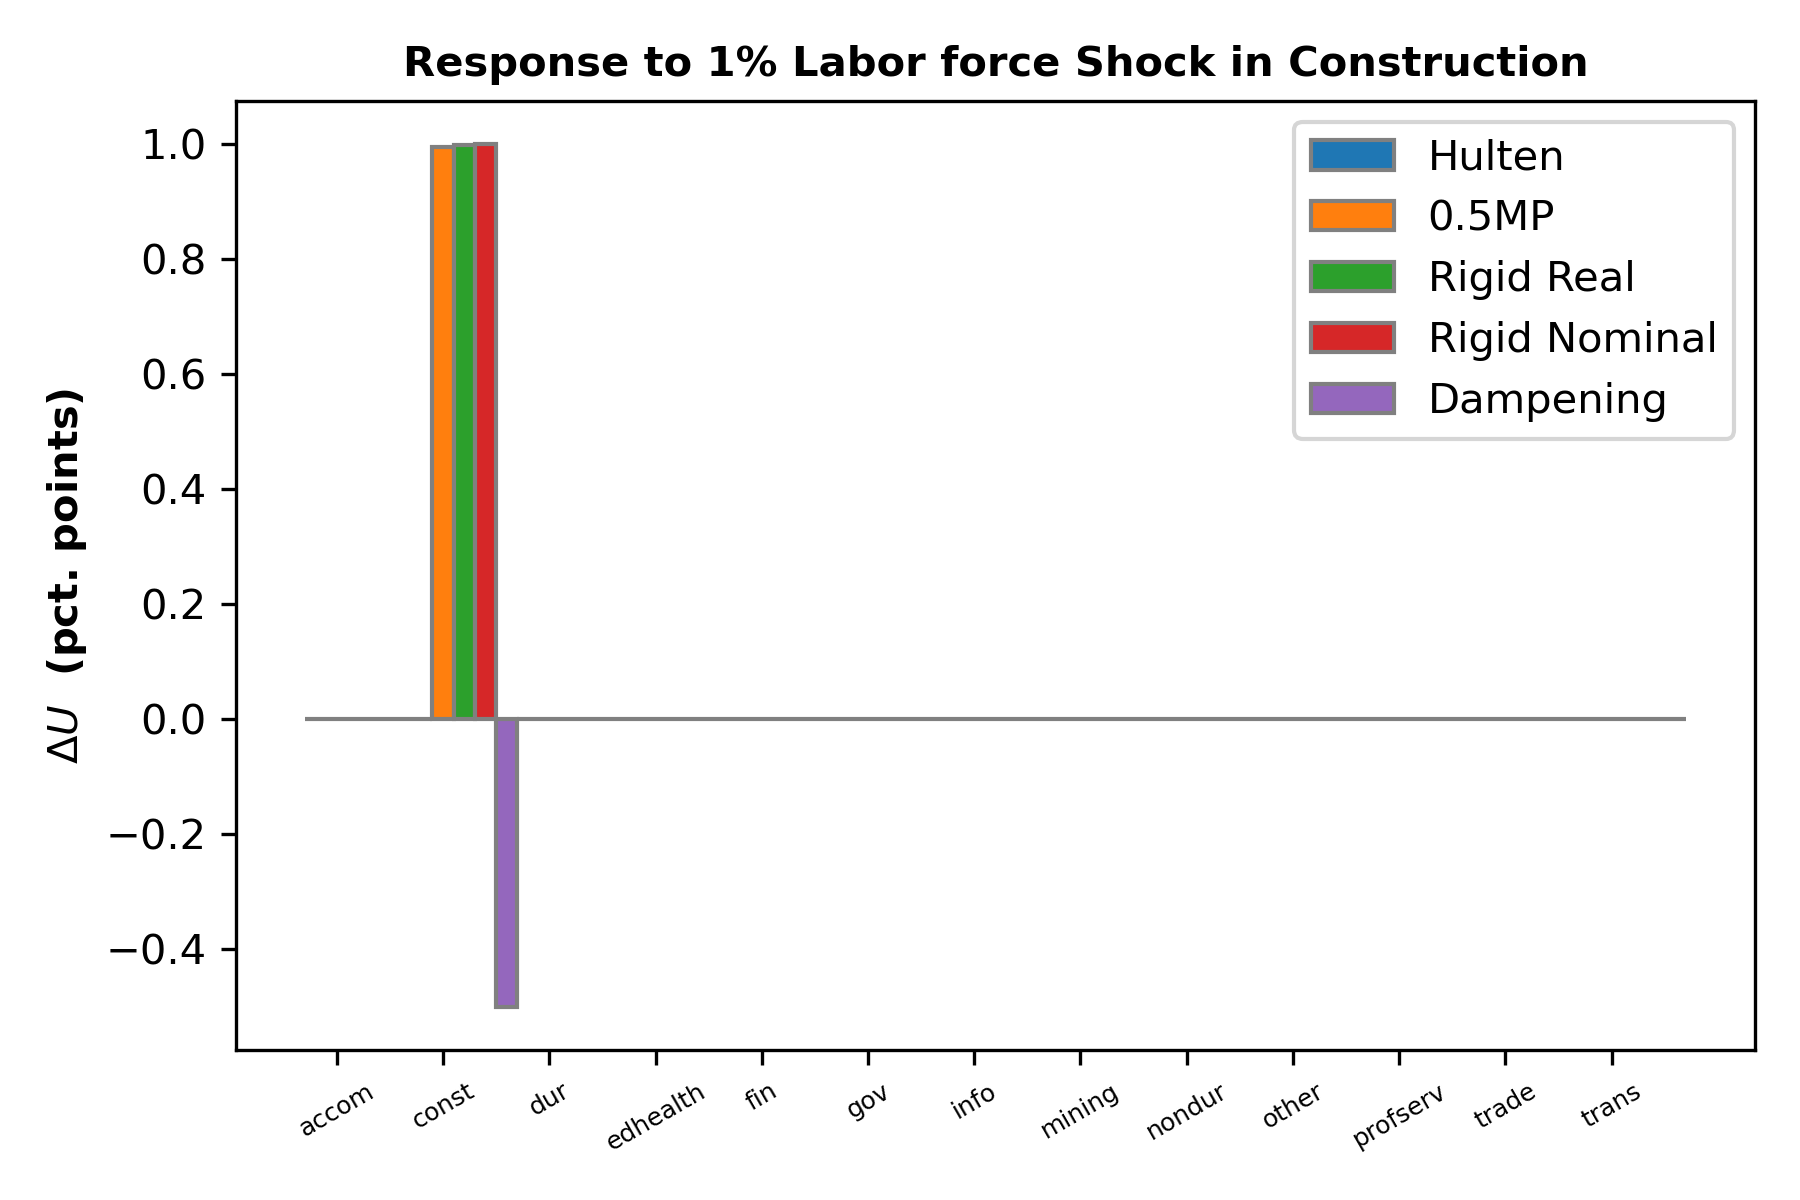 Response to 1% Labor force Shock in Construction
ΔU (pct. points)
1.0
0.8
0.6
0.4
0.2
0.0
−0.2
−0.4
Hulten
0.5MP
Rigid Real
Rigid Nominal
Dampening
accom const dur edhealth fin gov info mining nondur other profserv trade trans